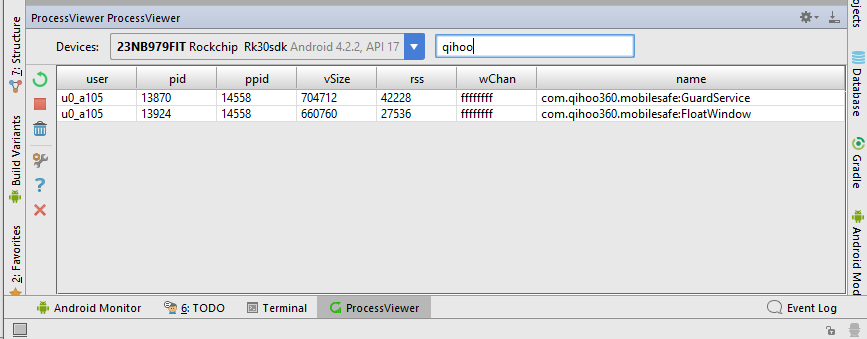 ProcessViewer ProcessViewer
Devices: 23NB979FIT Rockchip Rk30sdk Android 4.2.2, API 17 qihoo
user pid ppid vSize rss wChan name
u0_a105 13870 14558 704712 42228 ffffffff com.qihoo360.mobilesafe:GuardService
u0_a105 13924 14558 660760 27536 ffffffff com.qihoo360.mobilesafe:FloatWindow
7: Structure
Build Variants
2: Favorites
ojects
Database
Gradle
Android Mod
Android Monitor 6: TODO Terminal ProcessViewer Event Log